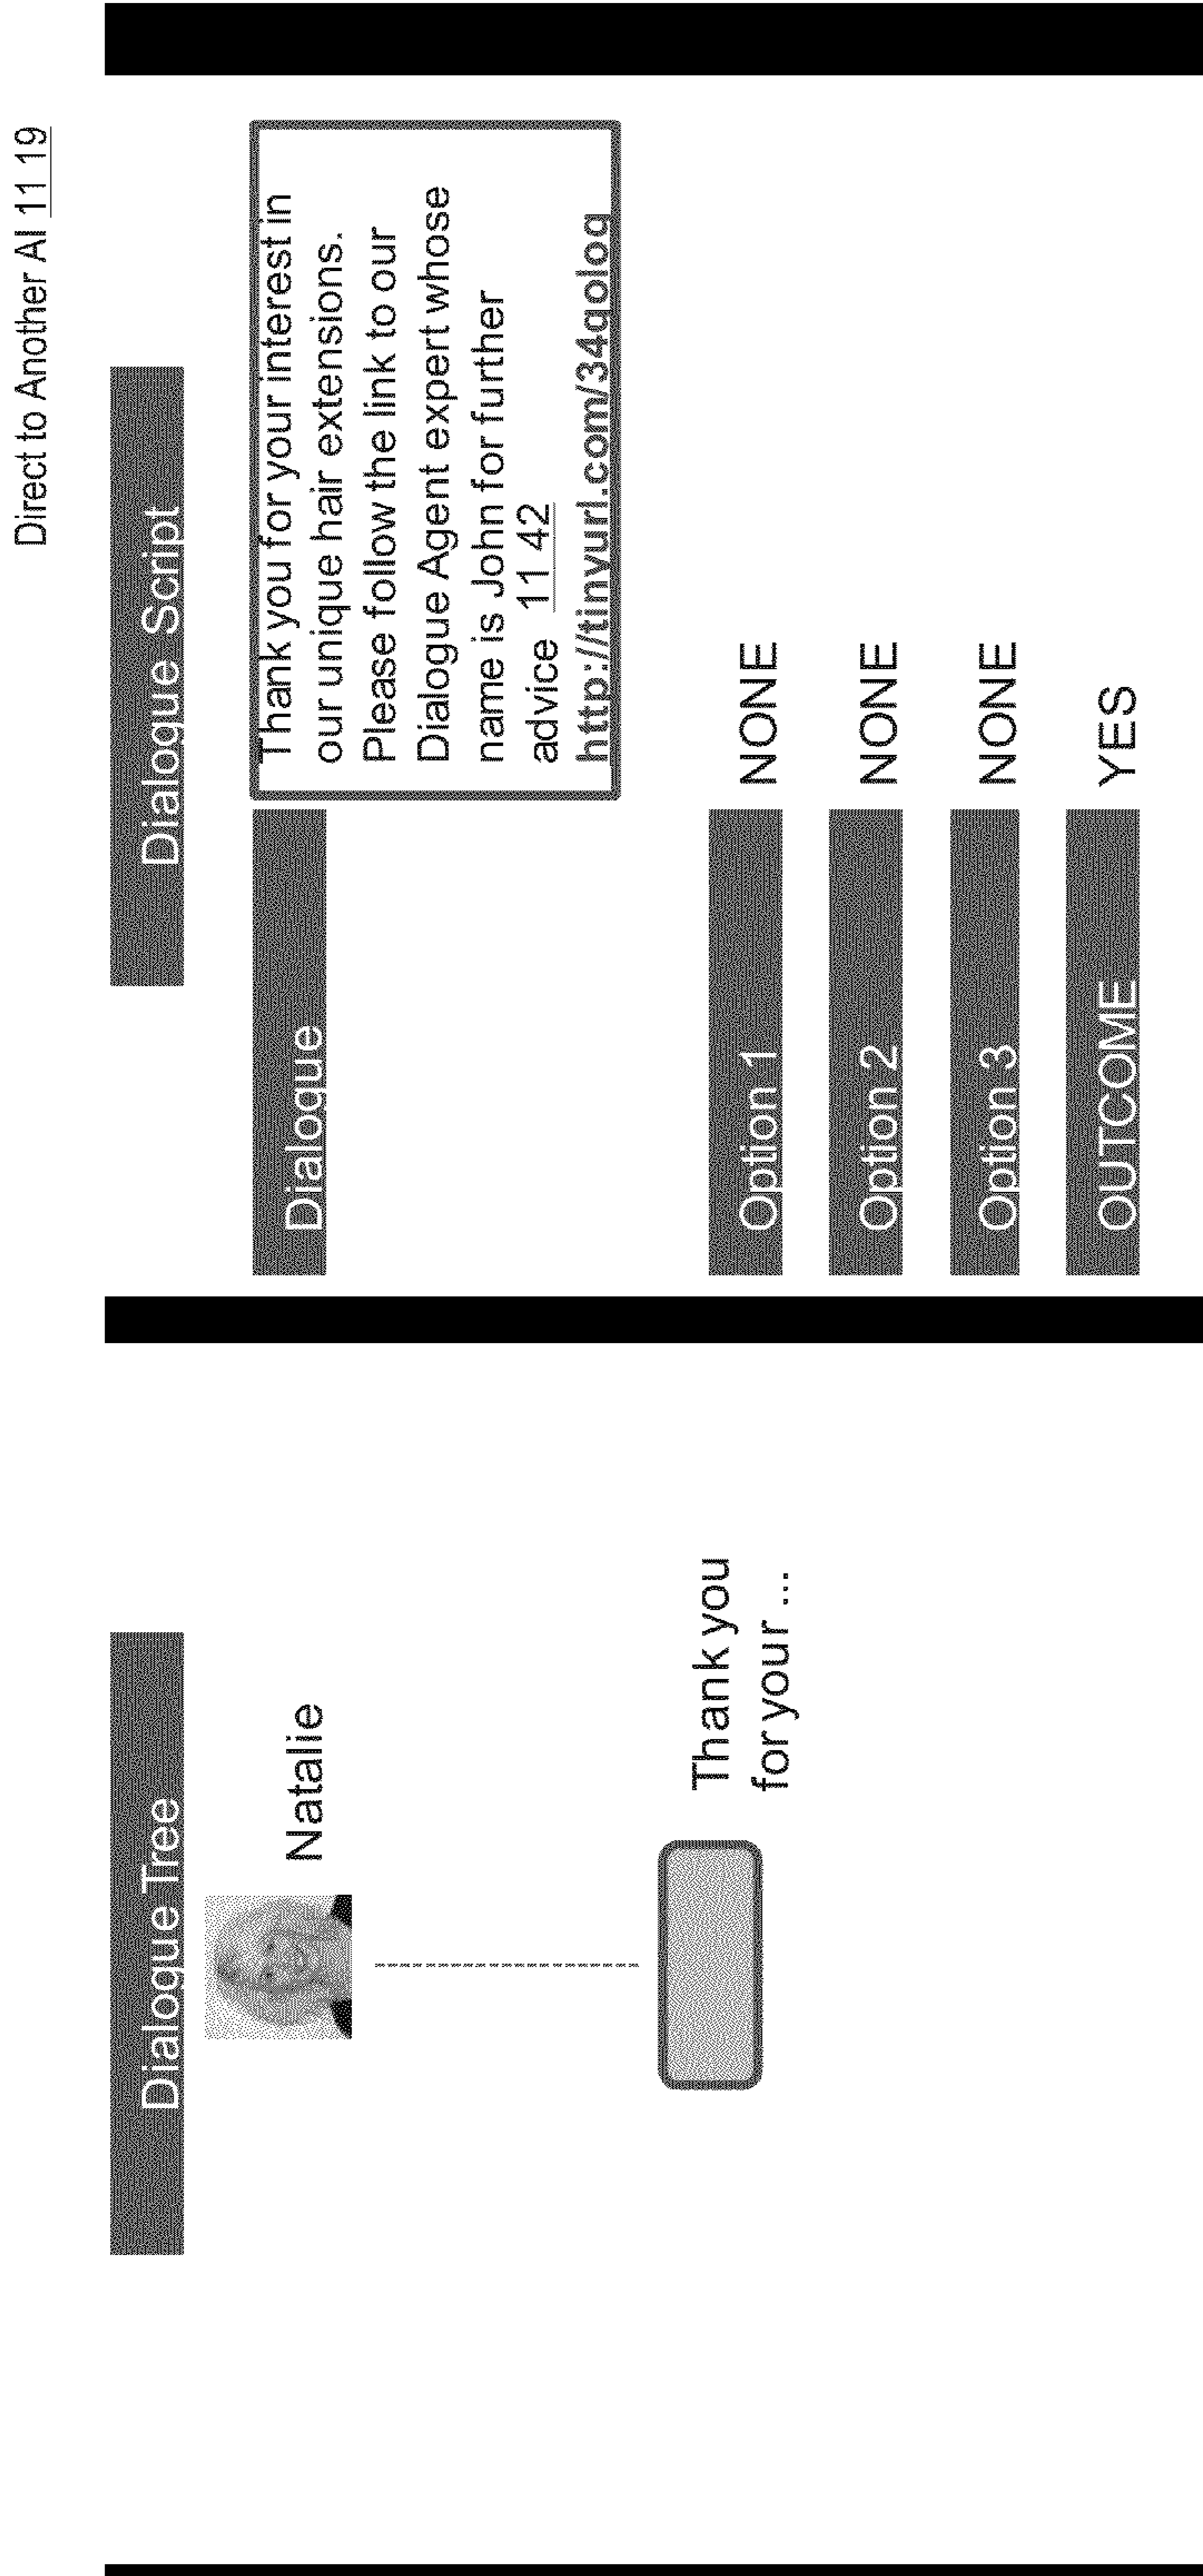 Direct to Another AI 11 19
Dialogue Tree
Natalie
Thank you
for your ...
Dialogue Script
Dialogue
Thank you for your interest in
our unique hair extensions.
Please follow the link to our
Dialogue Agent expert whose
name is John for further
advice 11 42
http://tinyurl.com/34qoloq
Option 1 NONE
Option 2 NONE
Option 3 NONE
OUTCOME YES